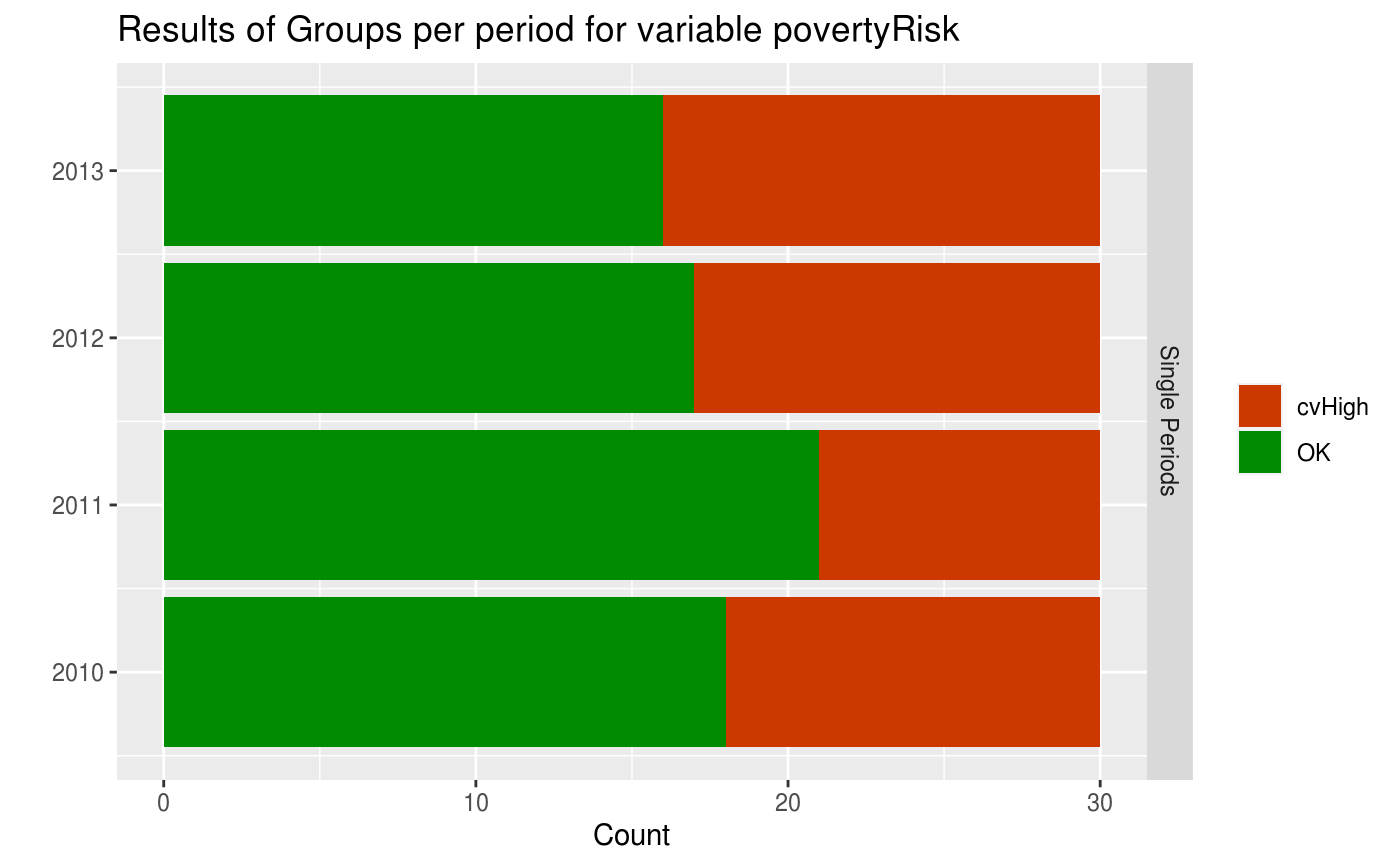 Results of Groups per period for variable povertyRisk
2013
2012
2011
2010
0 10 20 30
Count
Single Periods
cvHigh
OK